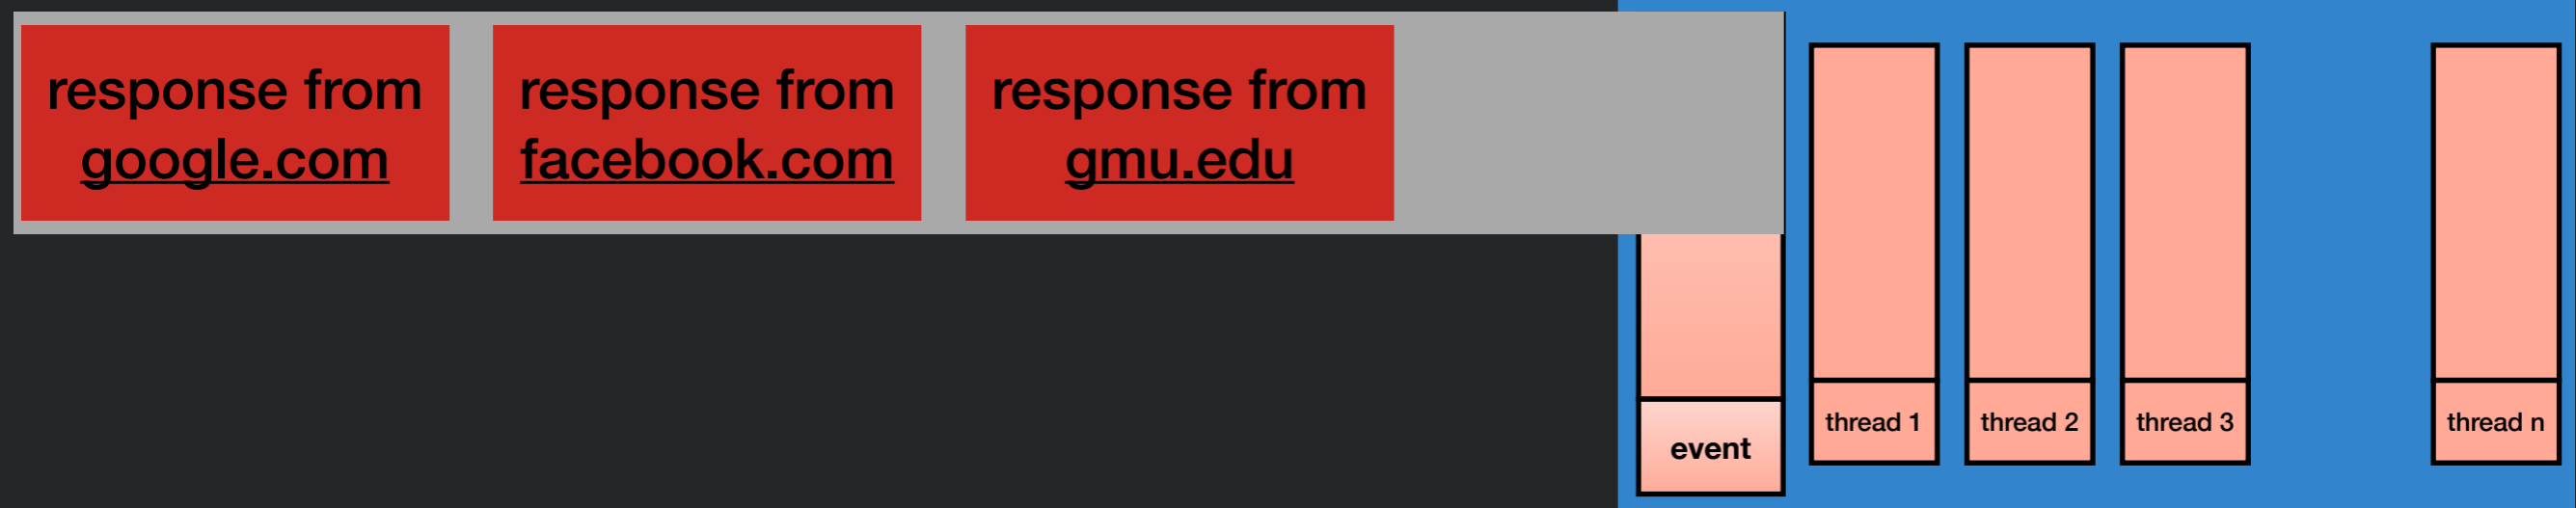 response from
google.com
response from
facebook.com
response from
gmu.edu
event
thread 1
thread 2
thread 3
thread n